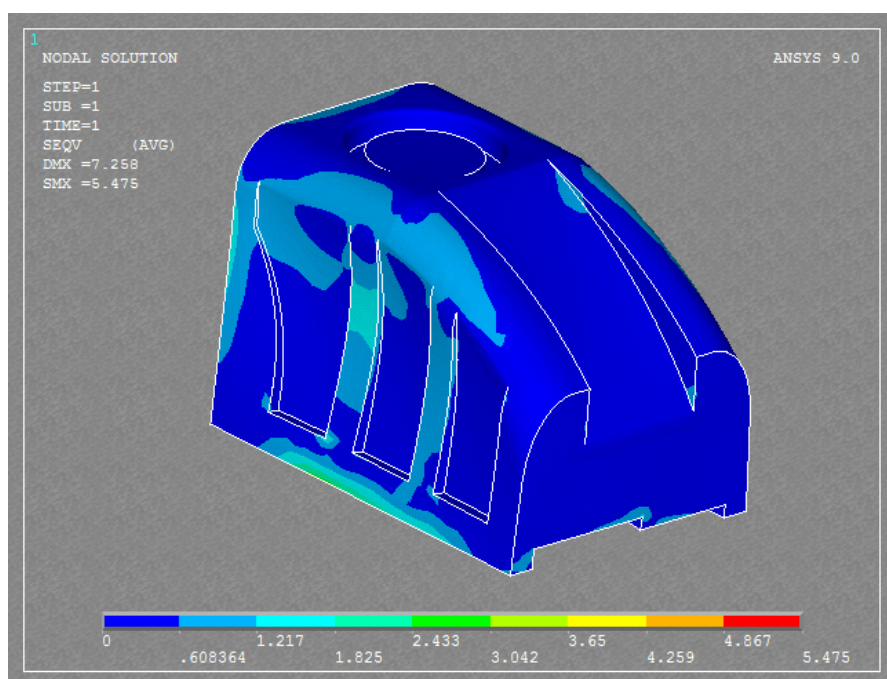 1
NODAL SOLUTION
ANSYS 9.0
STEP=1
SUB =1
TIME=1
SEQV (AVG)
DMX =7.258
SMX =5.475
0 1.217 2.433 3.65 4.867
.608364 1.825 3.042 4.259 5.475